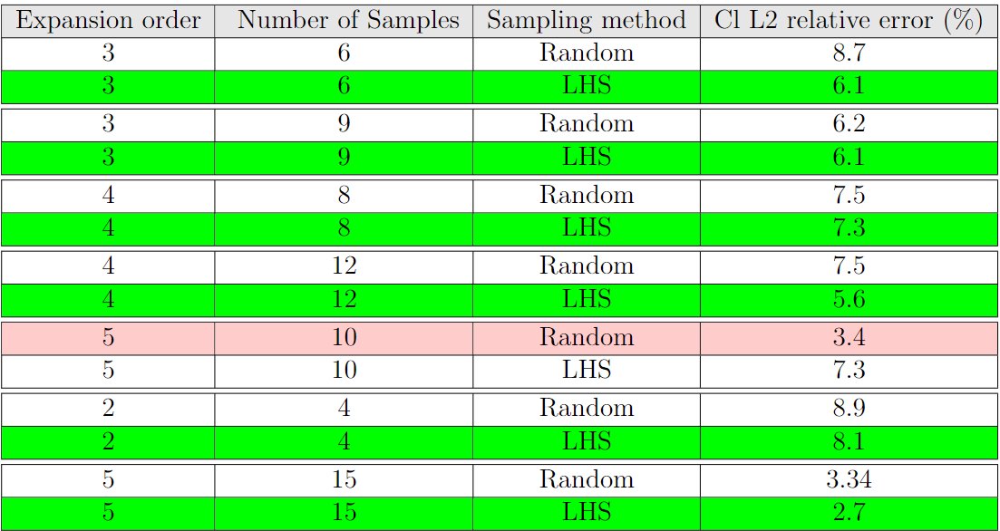 Expansion order Number of Samples Sampling method Cl L2 relative error (%)
3 6 Random 8.7
3 6 LHS 6.1
3 9 Random 6.2
3 9 LHS 6.1
4 8 Random 7.5
4 8 LHS 7.3
4 12 Random 7.5
4 12 LHS 5.6
5 10 Random 3.4
5 10 LHS 7.3
2 4 Random 8.9
2 4 LHS 8.1
5 15 Random 3.34
5 15 LHS 2.7